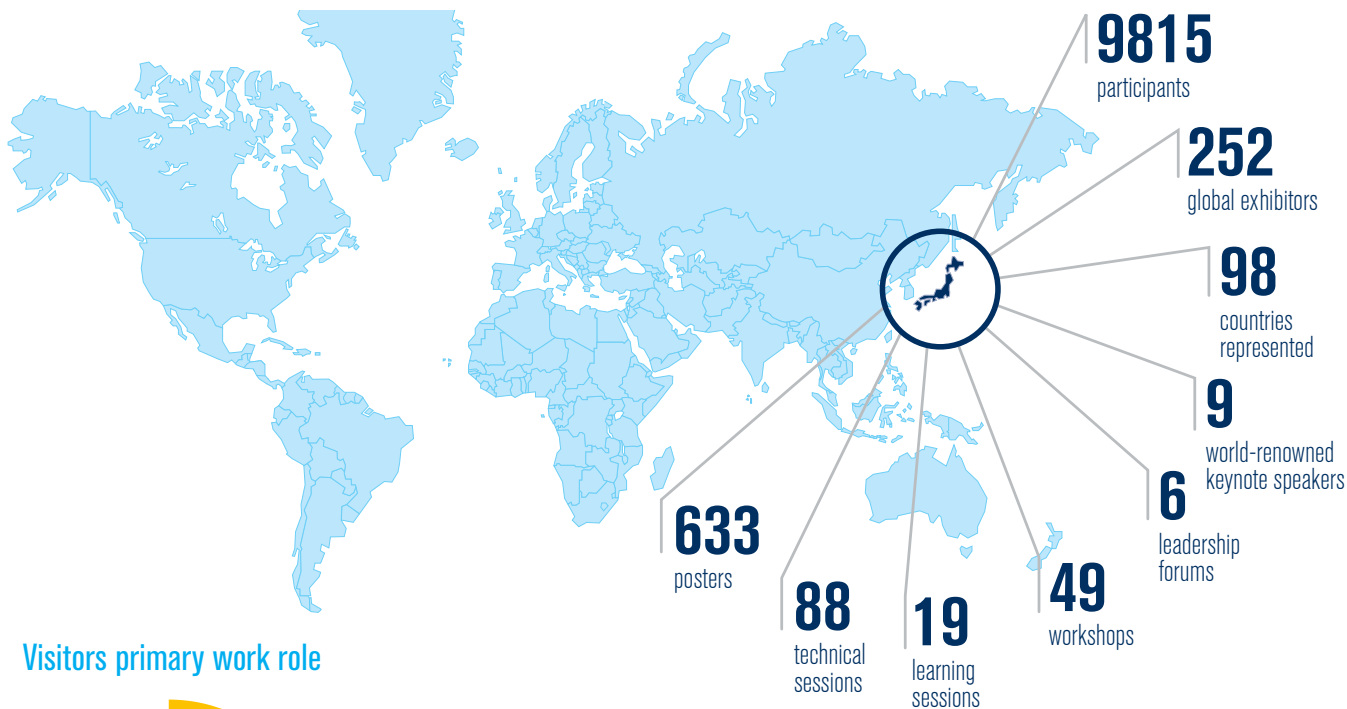 9815
participants
252
global exhibitors
98
countries
represented
9
world-renowned
keynote speakers
6
leadership
forums
49
workshops
19
learning
sessions
88
technical
sessions
633
posters
Visitors primary work role